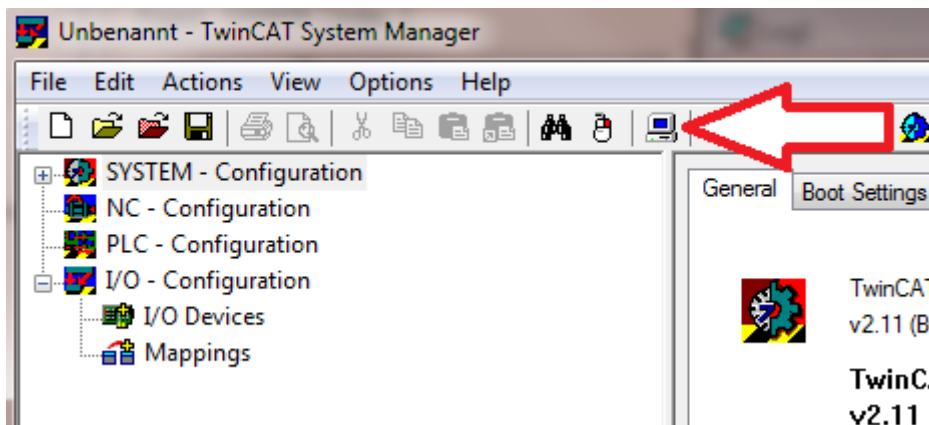 Unbenannt - TwinCAT System Manager
File Edit Actions View Options Help
SYSTEM - Configuration
NC - Configuration
PLC - Configuration
I/O - Configuration
I/O Devices
Mappings
General Boot Settings
TwinCAT
v2.11 (B
TwinC
v2.11